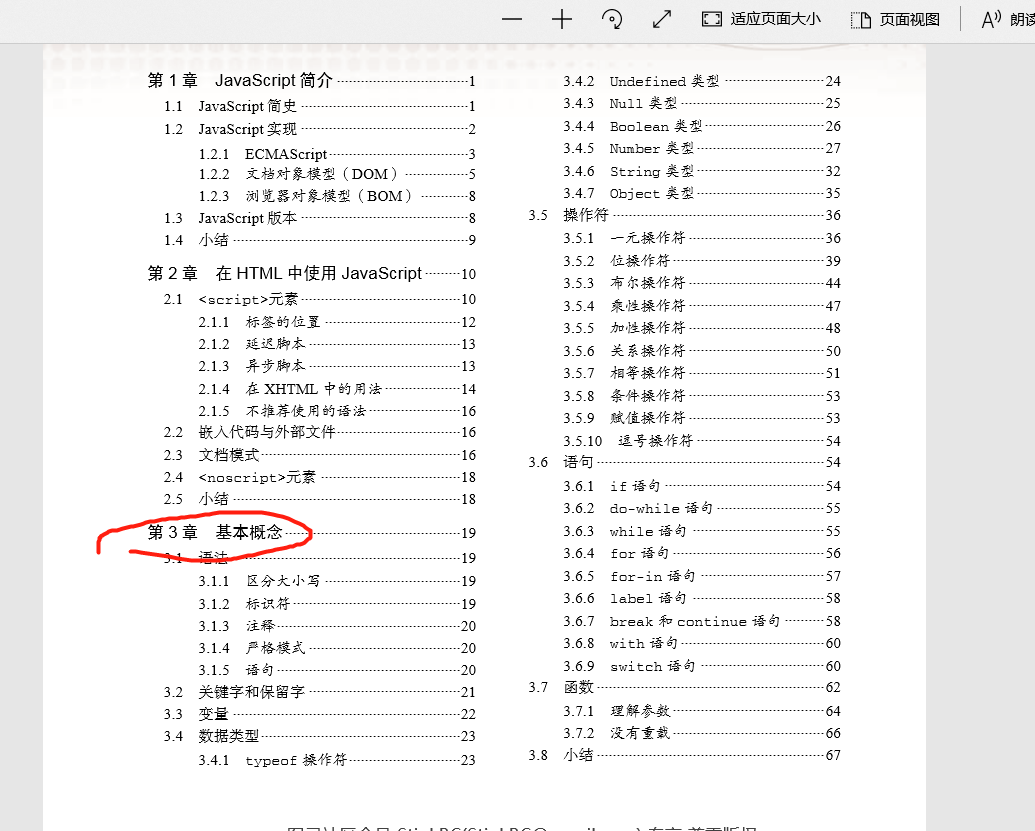 适应页面大小 页面视图 A 朗读
第 1 章 JavaScript 简介 1
1.1 JavaScript 简史 1
1.2 JavaScript 实现 2
1.2.1 ECMAScript 3
1.2.2 文档对象模型（DOM） 5
1.2.3 浏览器对象模型（BOM） 8
1.3 JavaScript 版本 8
1.4 小结 9
第 2 章 在 HTML 中使用 JavaScript 10
2.1 <script>元素 10
2.1.1 标签的位置 12
2.1.2 延迟脚本 13
2.1.3 异步脚本 13
2.1.4 在 XHTML 中的用法 14
2.1.5 不推荐使用的语法 16
2.2 嵌入代码与外部文件 16
2.3 文档模式 16
2.4 <noscript>元素 18
2.5 小结 18
第 3 章 基本概念 19
3.1 语法 19
3.1.1 区分大小写 19
3.1.2 标识符 19
3.1.3 注释 20
3.1.4 严格模式 20
3.1.5 语句 20
3.2 关键字和保留字 21
3.3 变量 22
3.4 数据类型 23
3.4.1 typeof 操作符 23
3.4.2 Undefined 类型 24
3.4.3 Null 类型 25
3.4.4 Boolean 类型 26
3.4.5 Number 类型 27
3.4.6 String 类型 32
3.4.7 Object 类型 35
3.5 操作符 36
3.5.1 一元操作符 36
3.5.2 位操作符 39
3.5.3 布尔操作符 44
3.5.4 乘性操作符 47
3.5.5 加性操作符 48
3.5.6 关系操作符 50
3.5.7 相等操作符 51
3.5.8 条件操作符 53
3.5.9 赋值操作符 53
3.5.10 逗号操作符 54
3.6 语句 54
3.6.1 if 语句 54
3.6.2 do-while 语句 55
3.6.3 while 语句 55
3.6.4 for 语句 56
3.6.5 for-in 语句 57
3.6.6 label 语句 58
3.6.7 break 和 continue 语句 58
3.6.8 with 语句 60
3.6.9 switch 语句 60
3.7 函数 62
3.7.1 理解参数 64
3.7.2 没有重载 66
3.8 小结 67